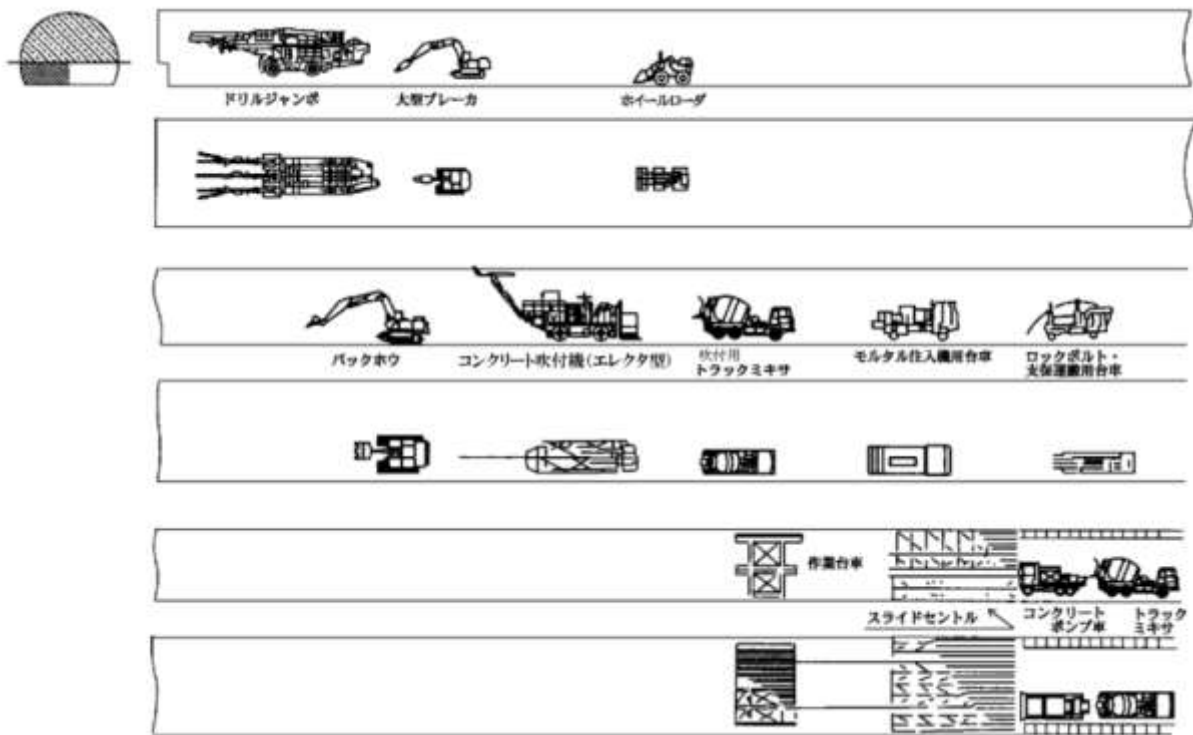 ドリルジャンボ
大型ブレーカ
ホイールローダ
バックホウ
コンクリート吹付機(エレクタ型)
吹付用
トラックミキサ
モルタル注入機用台車
ロックボルト・
支保運搬用台車
作業台車
スライドセントル
コンクリート
ポンプ車
トラック
ミキサ